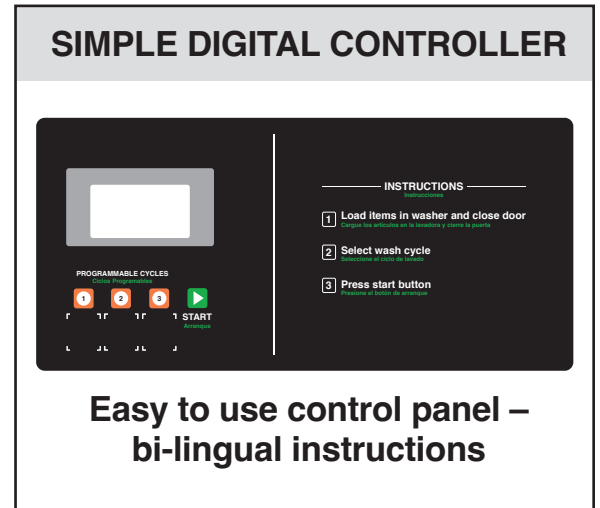 SIMPLE DIGITAL CONTROLLER
PROGRAMMABLE CYCLES
Ciclos Programables
1 2 3
START
Arranque
INSTRUCTIONS
Instrucciones
1 Load items in washer and close door
Cargue los artículos en la lavadora y cierre la puerta
2 Select wash cycle
Seleccione el ciclo de lavado
3 Press start button
Presione el botón de arranque
Easy to use control panel –
bi-lingual instructions